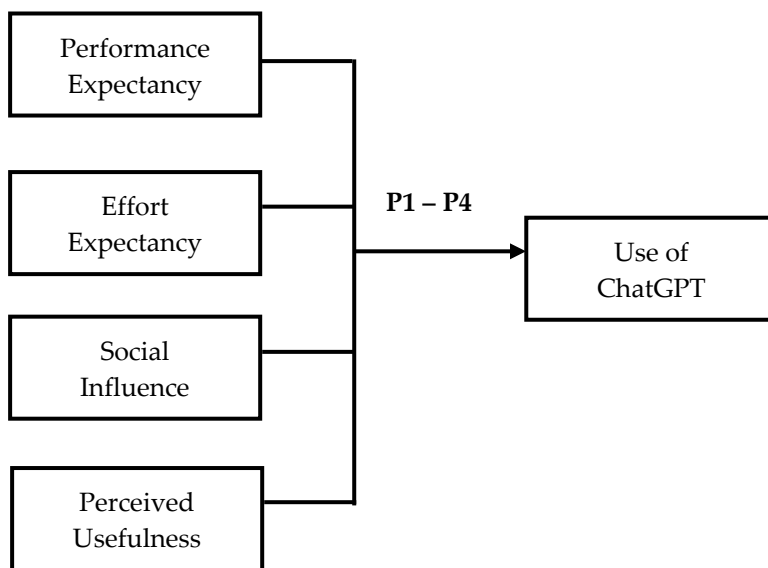 Performance
Expectancy
Effort
Expectancy
Social
Influence
Perceived
Usefulness
P1 – P4
Use of
ChatGPT